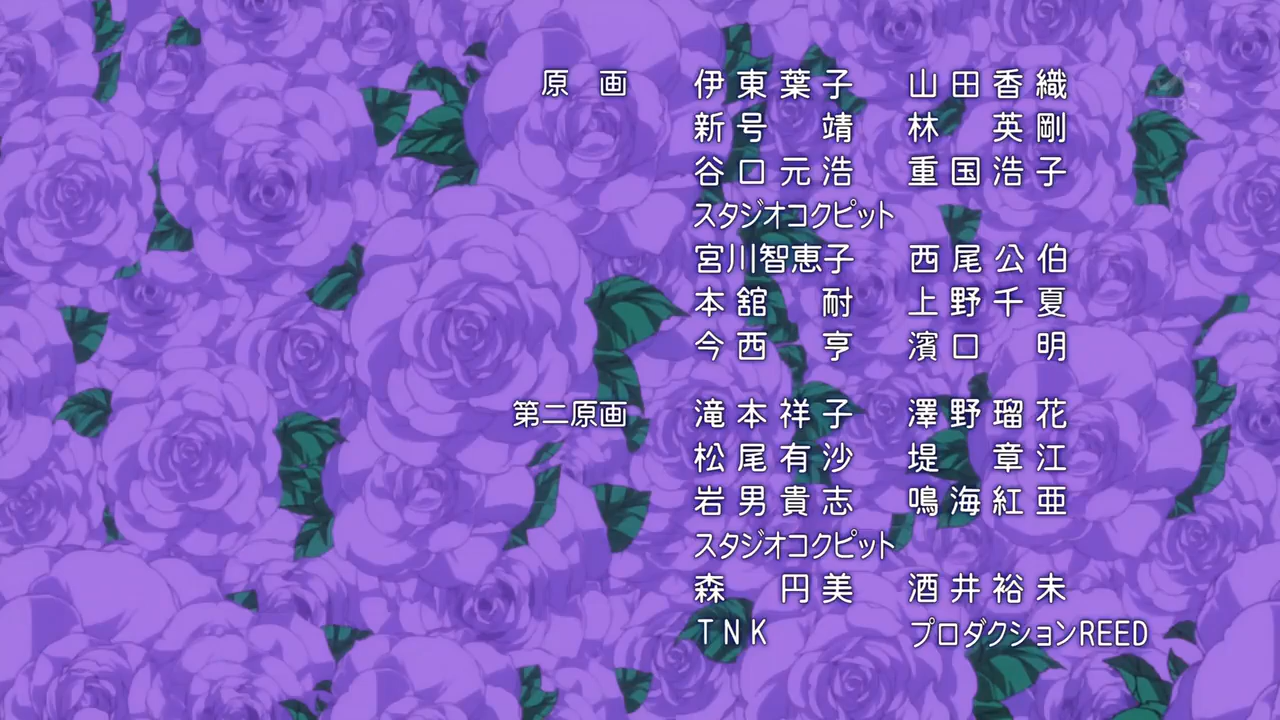 原画 伊東葉子 山田香織
新号靖 林英剛
谷口元浩 重国浩子
スタジオコクピット
宮川智恵子 西尾公伯
本舘耐 上野千夏
今西亨 濱口明
第二原画 滝本祥子 澤野瑠花
松尾有沙 堤章江
岩男貴志 鳴海紅亜
スタジオコクピット
森円美 酒井裕未
TNK プロダクションREED
TBS